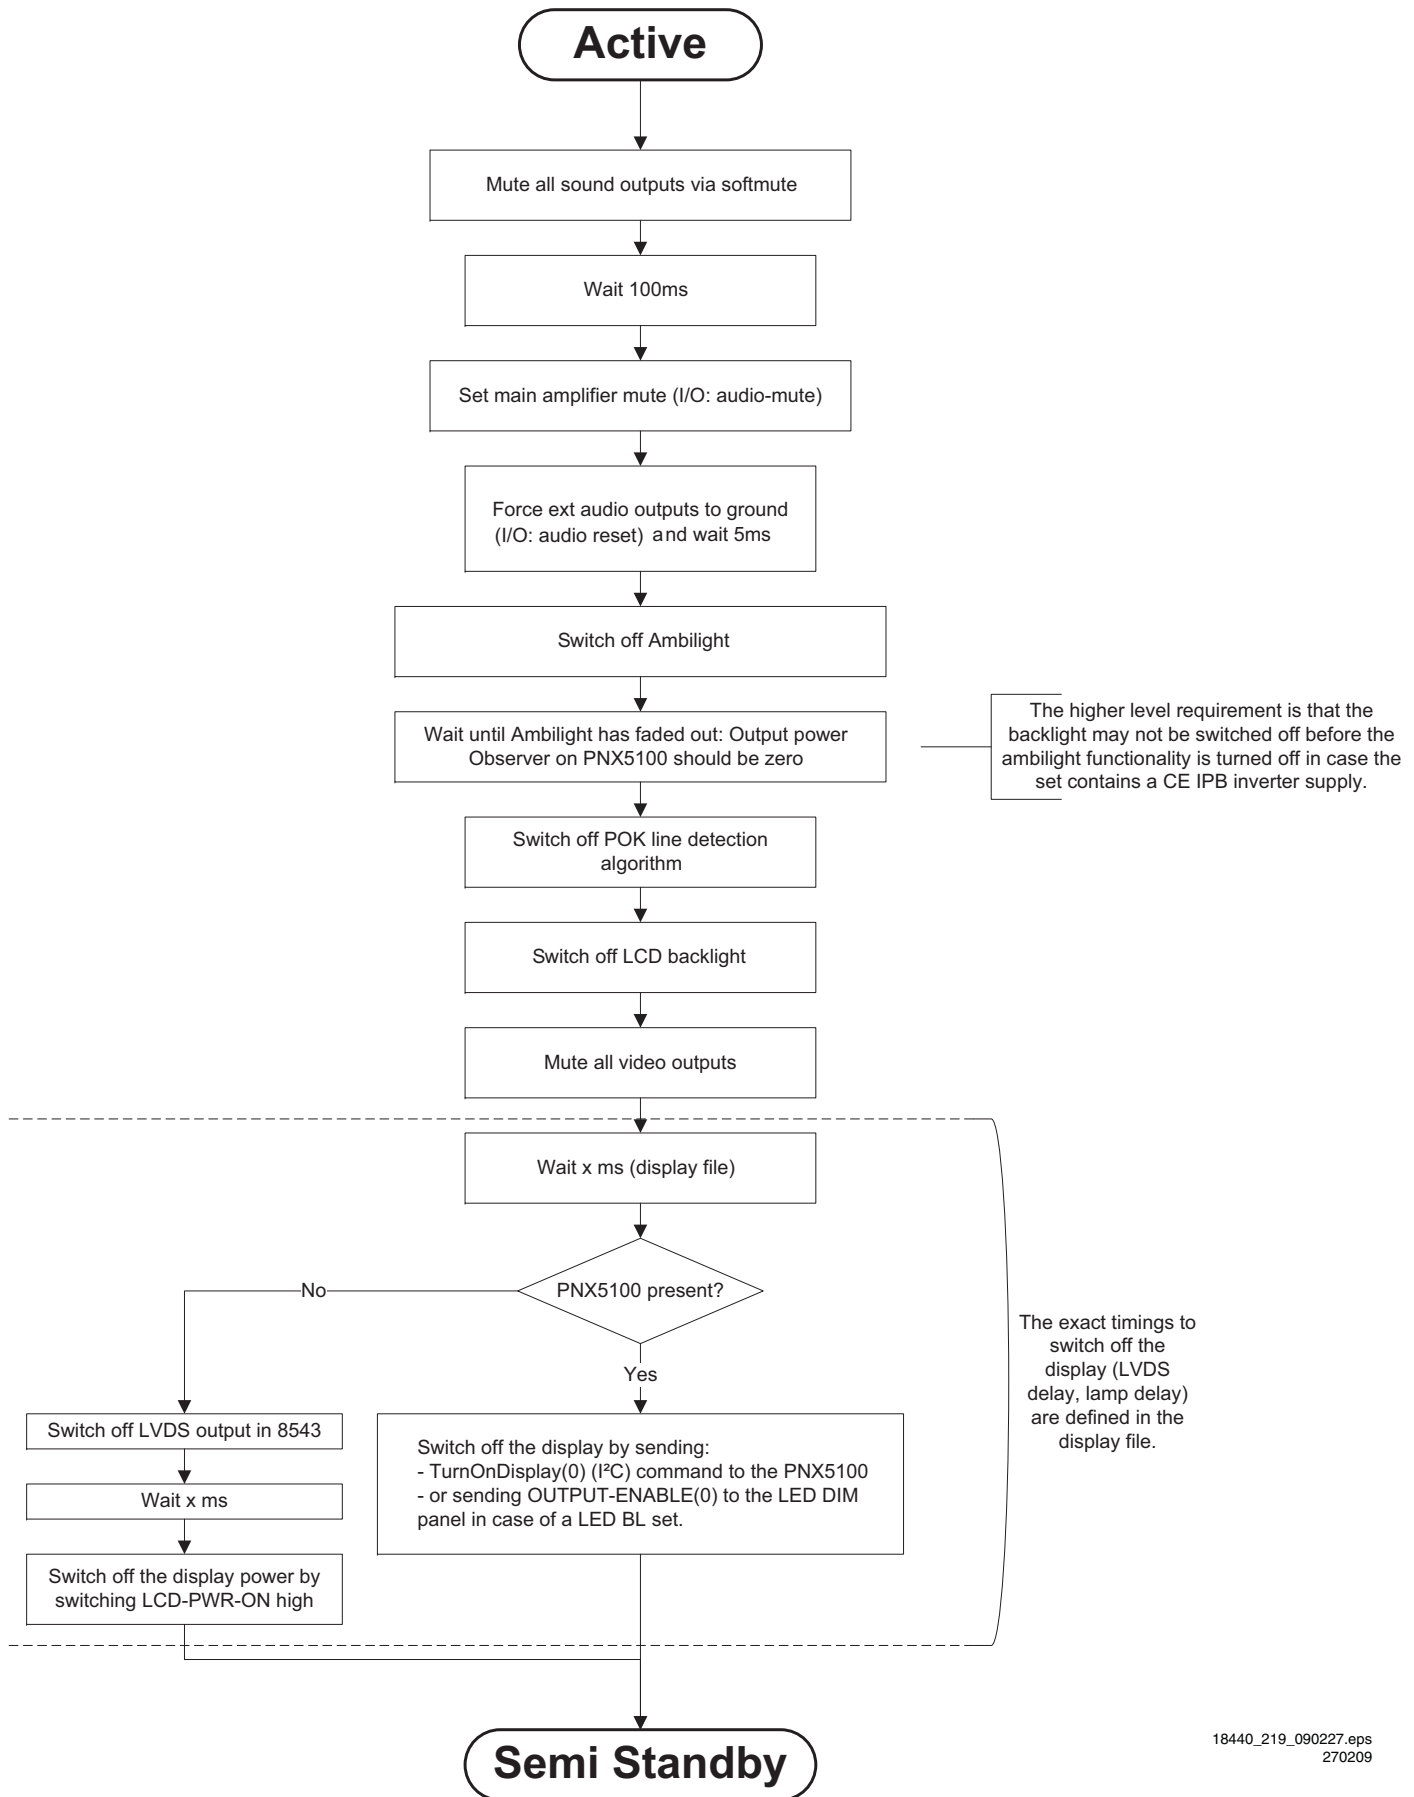 Active
Mute all sound outputs via softmute
Wait 100ms
Set main amplifier mute (I/O: audio-mute)
Force ext audio outputs to ground
(I/O: audio reset) and wait 5ms
Switch off Ambilight
Wait until Ambilight has faded out: Output power
Observer on PNX5100 should be zero
The higher level requirement is that the
backlight may not be switched off before the
ambilight functionality is turned off in case the
set contains a CE IPB inverter supply.
Switch off POK line detection
algorithm
Switch off LCD backlight
Mute all video outputs
Wait x ms (display file)
PNX5100 present?
No
Yes
Switch off LVDS output in 8543
Wait x ms
Switch off the display power by
switching LCD-PWR-ON high
Switch off the display by sending:
- TurnOnDisplay(0) (I²C) command to the PNX5100
- or sending OUTPUT-ENABLE(0) to the LED DIM
panel in case of a LED BL set.
The exact timings to
switch off the
display (LVDS
delay, lamp delay)
are defined in the
display file.
Semi Standby
18440_219_090227.eps
270209